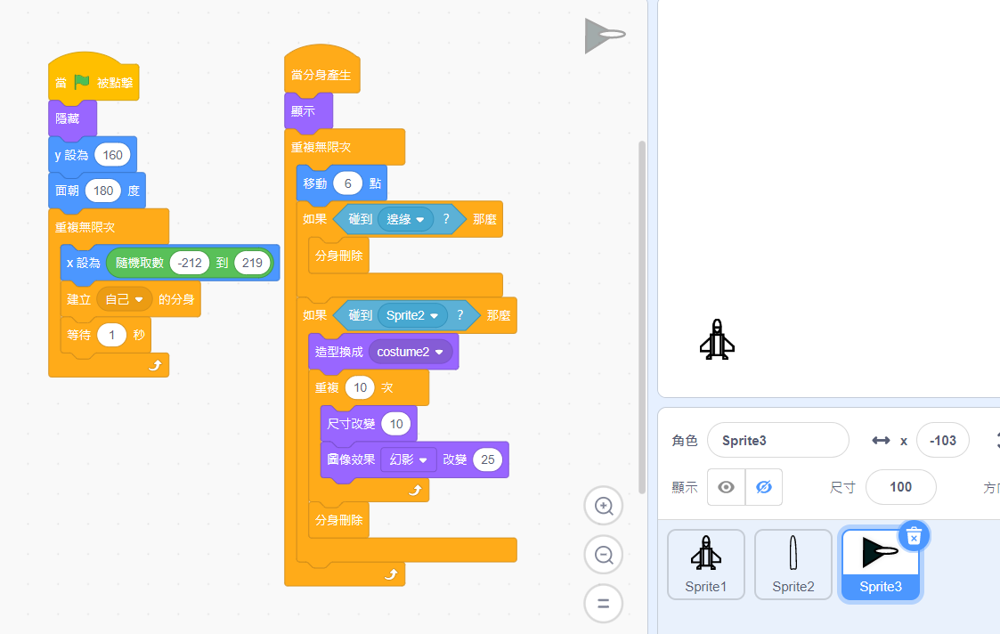 當 被點擊
隱藏
y 設為 160
面朝 180 度
重複無限次
x 設為 隨機取數 -212 到 219
建立 自己 的分身
等待 1 秒
當分身產生
顯示
重複無限次
移動 6 點
如果 碰到 邊緣 ? 那麼
分身刪除
如果 碰到 Sprite2 ? 那麼
造型換成 costume2
重複 10 次
尺寸改變 10
圖像效果 幻影 改變 25
分身刪除
角色 Sprite3 x -103
顯示 尺寸 100 方向
Sprite1 Sprite2 Sprite3